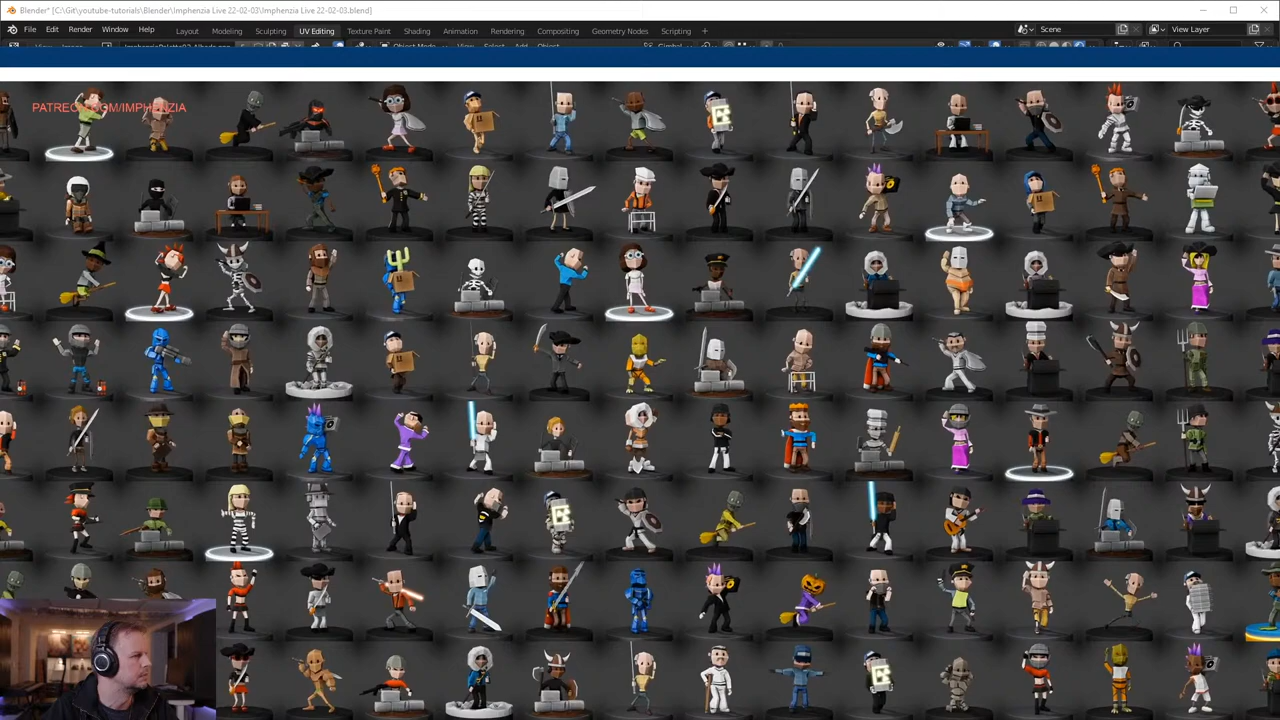 Blender* [C:\Git\youtube-tutorials\Blender\Imphenzia Live 22-02-03\Imphenzia Live 22-02-03.blend]
File Edit Render Window Help Layout Modeling Sculpting UV Editing Texture Paint Shading Animation Rendering Compositing Geometry Nodes Scripting + Scene View Layer
PATREON.COM/IMPHENZIA